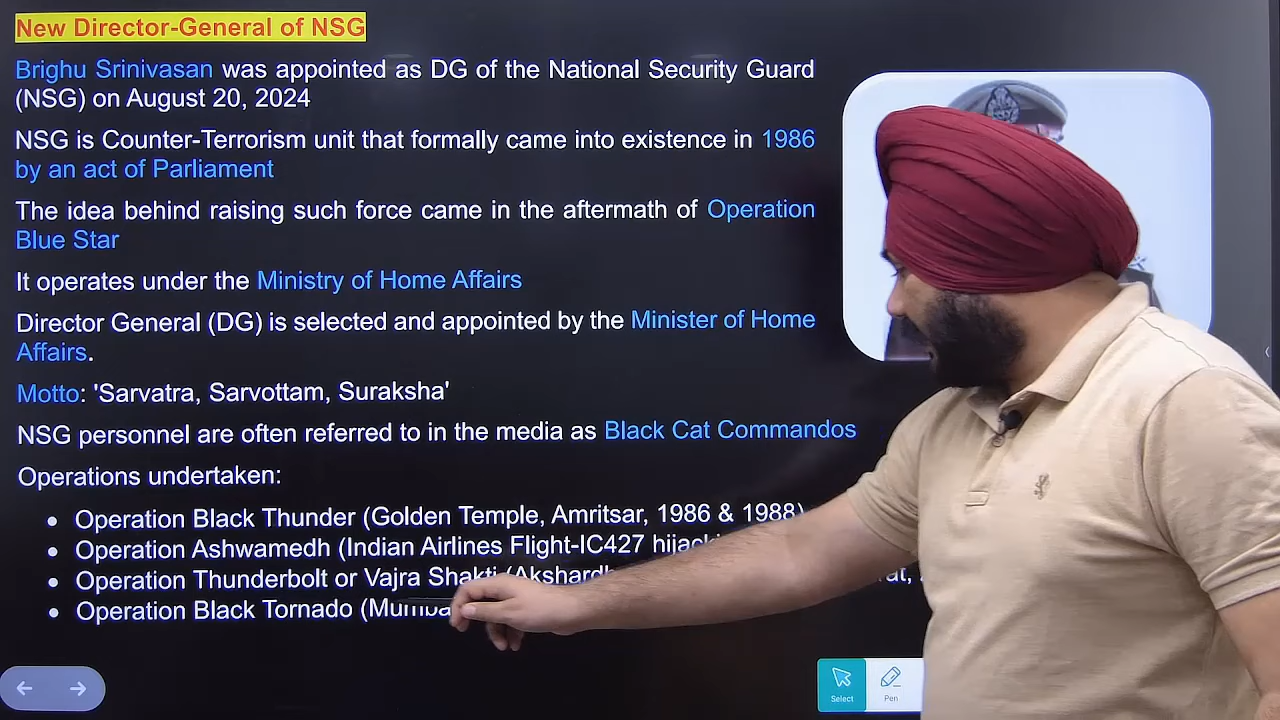 New Director-General of NSG
Brighu Srinivasan was appointed as DG of the National Security Guard
(NSG) on August 20, 2024
NSG is Counter-Terrorism unit that formally came into existence in 1986
by an act of Parliament
The idea behind raising such force came in the aftermath of Operation
Blue Star
It operates under the Ministry of Home Affairs
Director General (DG) is selected and appointed by the Minister of Home
Affairs.
Motto: 'Sarvatra, Sarvottam, Suraksha'
NSG personnel are often referred to in the media as Black Cat Commandos
Operations undertaken:
• Operation Black Thunder (Golden Temple, Amritsar, 1986 & 1988)
• Operation Ashwamedh (Indian Airlines Flight-IC427
• Operation Thunderbolt or Vajra Shakti
• Operation Black Tornado
Select
Pen